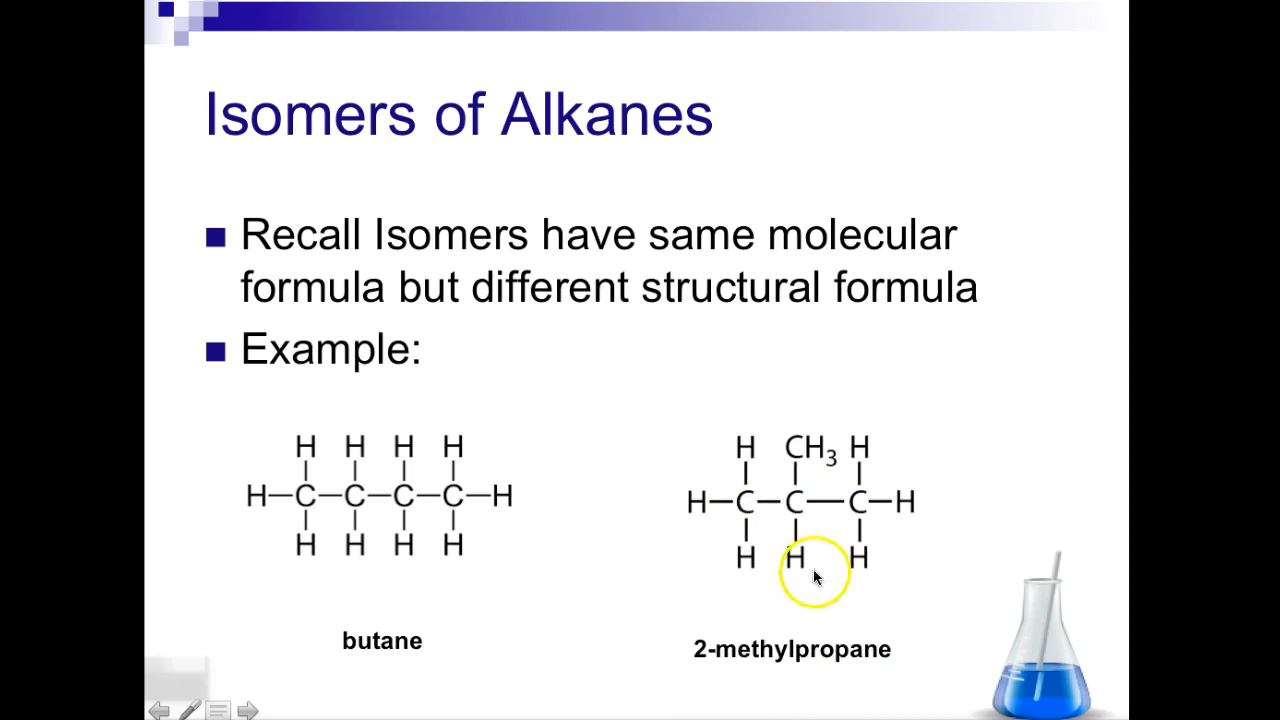 Isomers of Alkanes
Recall Isomers have same molecular
formula but different structural formula
Example:
H H H H
H–C–C–C–C–H
H H H H
butane
H CH₃ H
H–C–C–C–H
H H H
2-methylpropane